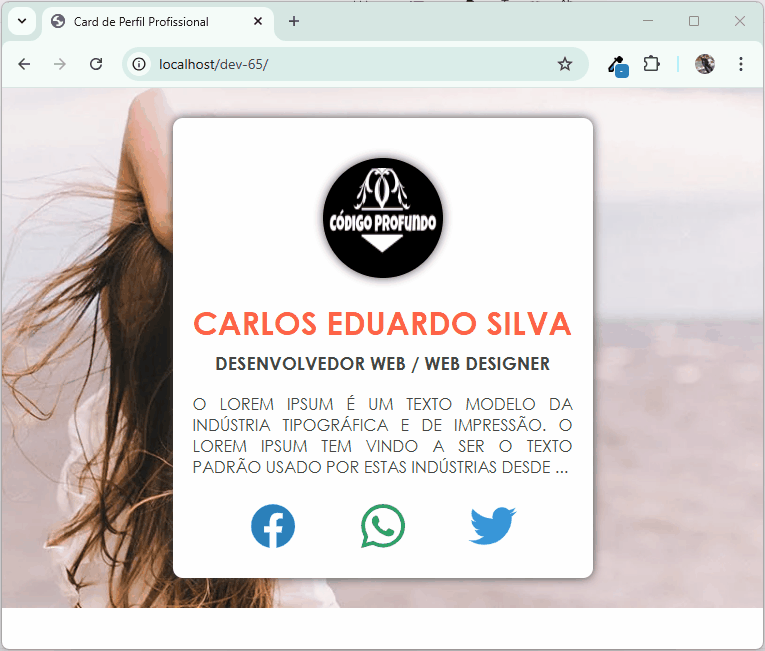 Card de Perfil Profissional
localhost/dev-65/
CÓDIGO PROFUNDO
CARLOS EDUARDO SILVA
DESENVOLVEDOR WEB / WEB DESIGNER
O LOREM IPSUM É UM TEXTO MODELO DA
INDÚSTRIA TIPOGRÁFICA E DE IMPRESSÃO. O
LOREM IPSUM TEM VINDO A SER O TEXTO
PADRÃO USADO POR ESTAS INDÚSTRIAS DESDE ...